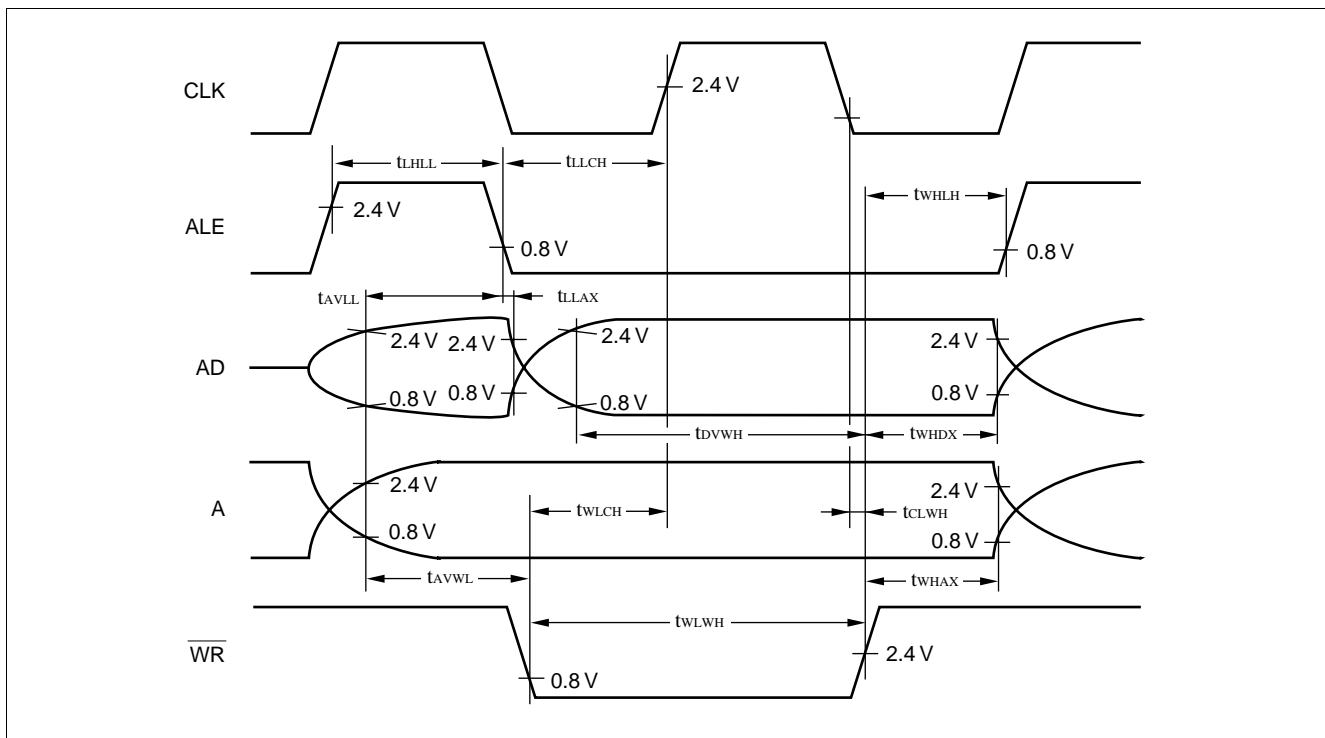 CLK
2.4 V
tLHLL
tLLCH
tWHLH
ALE
2.4 V
0.8 V
0.8 V
tAVLL
tLLAX
AD
2.4 V
2.4 V
2.4 V
2.4 V
0.8 V
0.8 V
0.8 V
0.8 V
tDVWH
tWHDX
A
2.4 V
2.4 V
tWLCH
tCLWH
0.8 V
0.8 V
tAVWL
tWHAX
WR
tWLWH
2.4 V
0.8 V